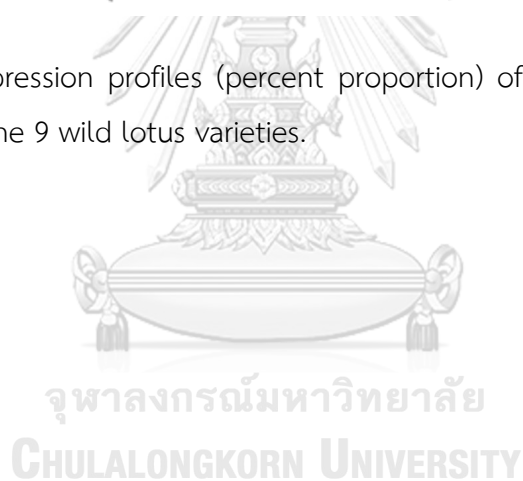 pression profiles (percent proportion) of
ne 9 wild lotus varieties.
จุฬาลงกรณ์มหาวิทยาลัย
CHULALONGKORN UNIVERSITY